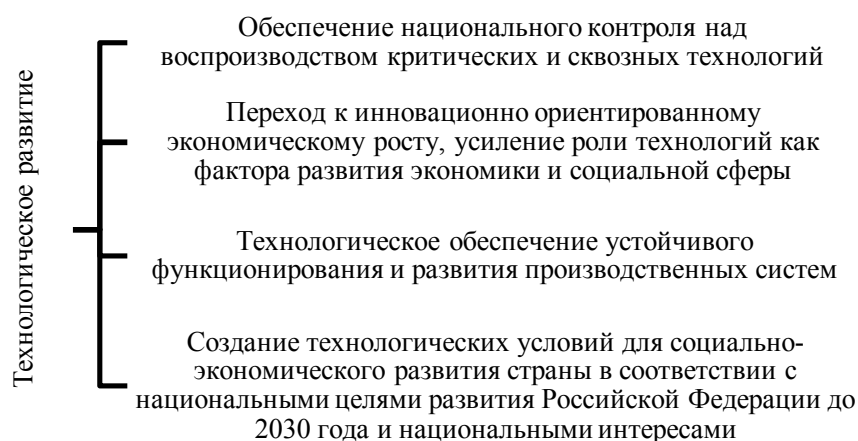 Технологическое развитие
Обеспечение национального контроля над
воспроизводством критических и сквозных технологий
Переход к инновационно ориентированному
экономическому росту, усиление роли технологий как
фактора развития экономики и социальной сферы
Технологическое обеспечение устойчивого
функционирования и развития производственных систем
Создание технологических условий для социально-
экономического развития страны в соответствии с
национальными целями развития Российской Федерации до
2030 года и национальными интересами